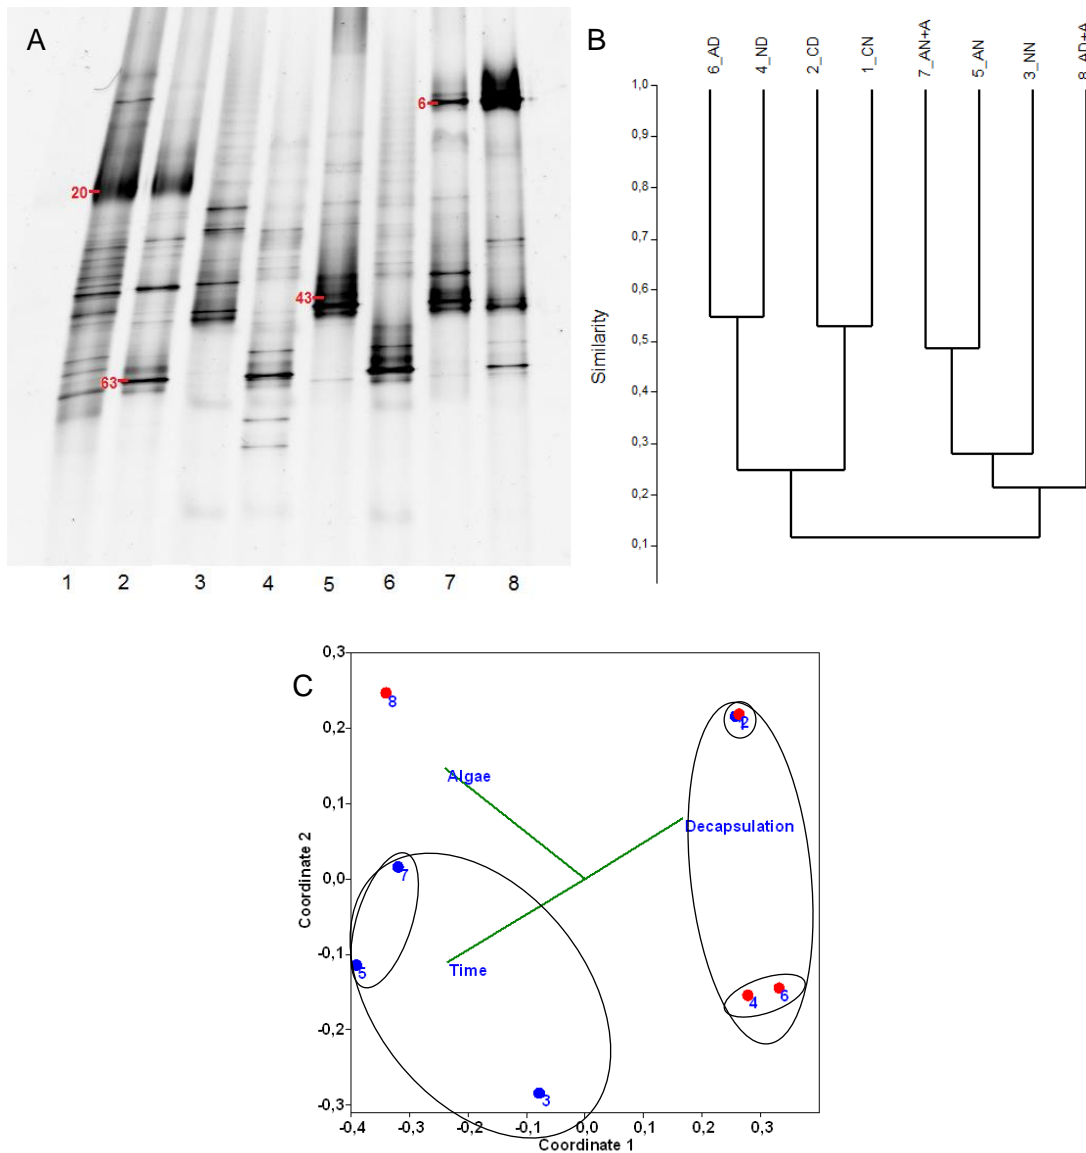 A
20
63
43
6
1 2 3 4 5 6 7 8
B
6_AD 4_ND 2_CD 1_CN 7_AN+A 5_AN 3_NN 8_AD+A
Similarity
1,0
0,9
0,8
0,7
0,6
0,5
0,4
0,3
0,2
0,1
C
Coordinate 2
0,3
0,2
0,1
0,0
-0,1
-0,2
-0,3
8
Algae
2
Decapsulation
7
5
Time
4
6
3
-0,4 -0,3 -0,2 -0,1 0,0 0,1 0,2 0,3
Coordinate 1